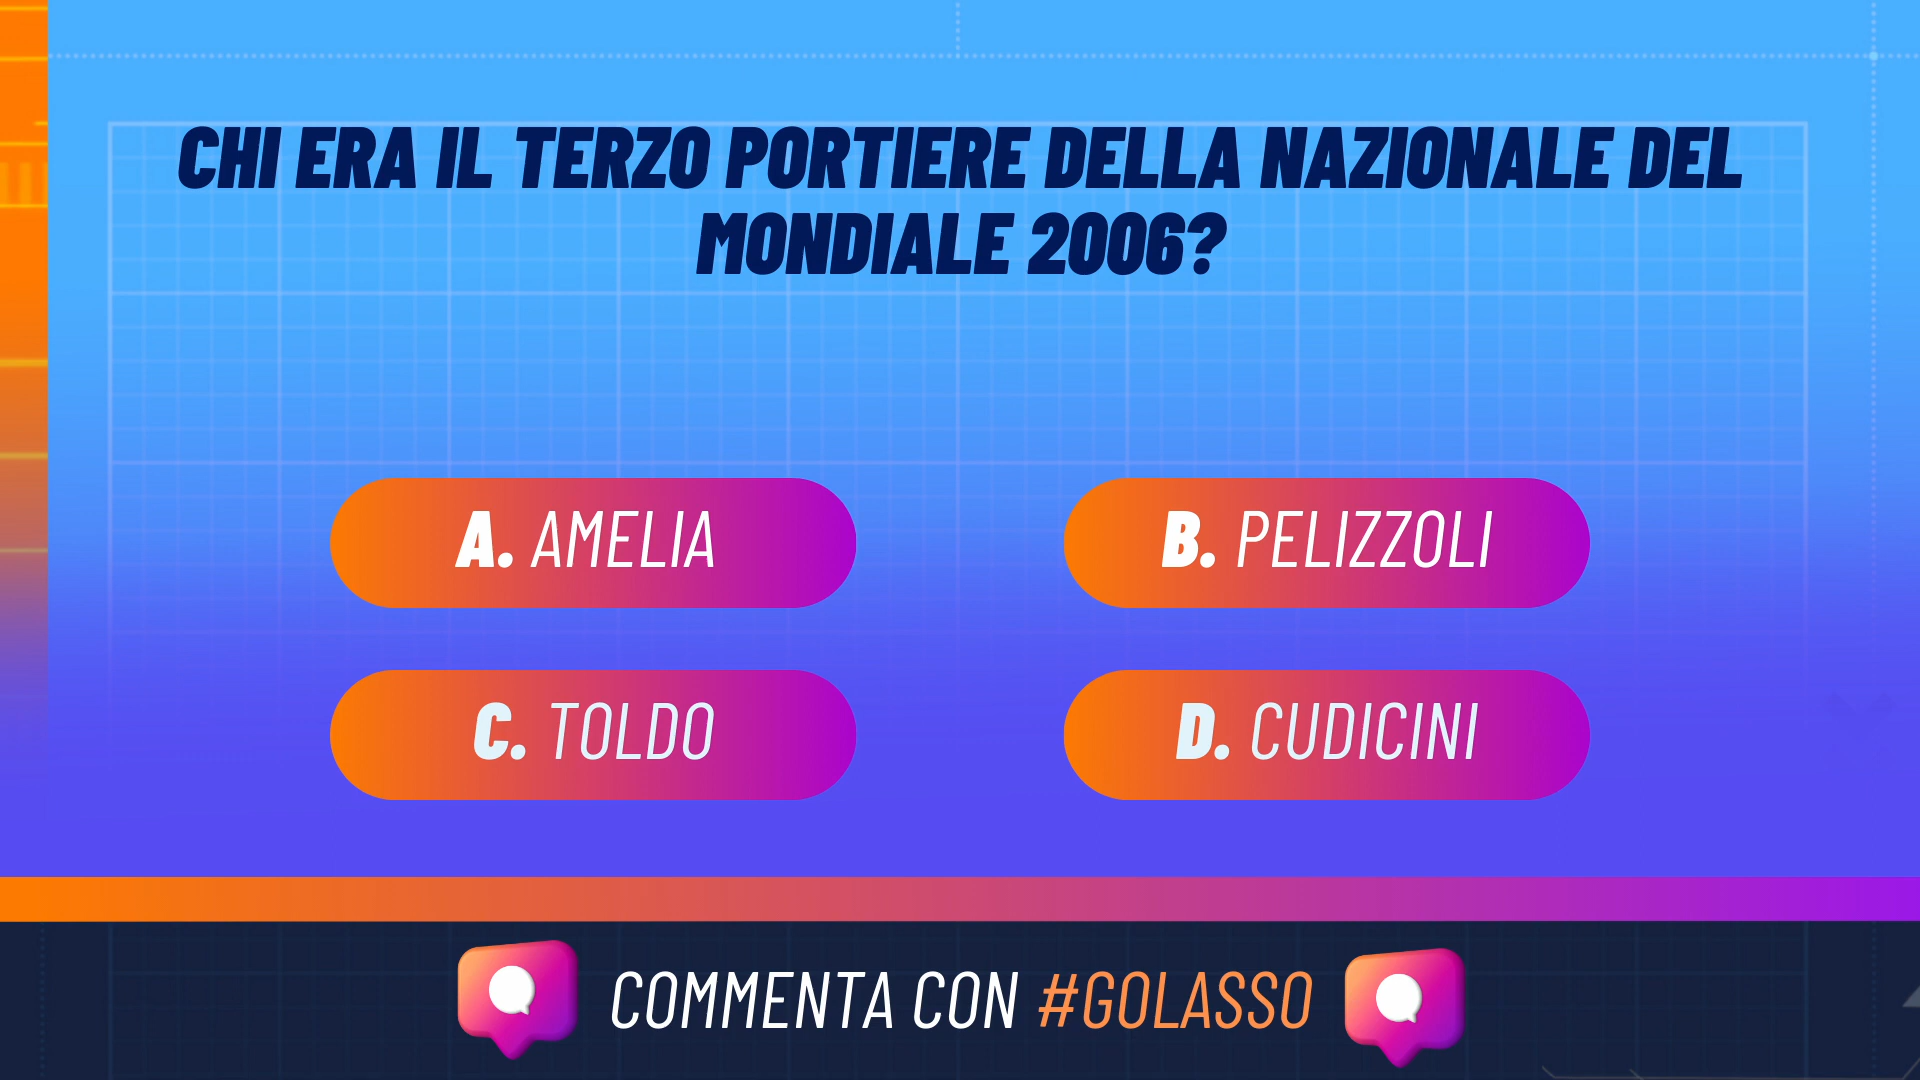 CHI ERA IL TERZO PORTIERE DELLA NAZIONALE DEL
MONDIALE 2006?
A. AMELIA
B. PELIZZOLI
C. TOLDO
D. CUDICINI
COMMENTA CON #GOLASSO